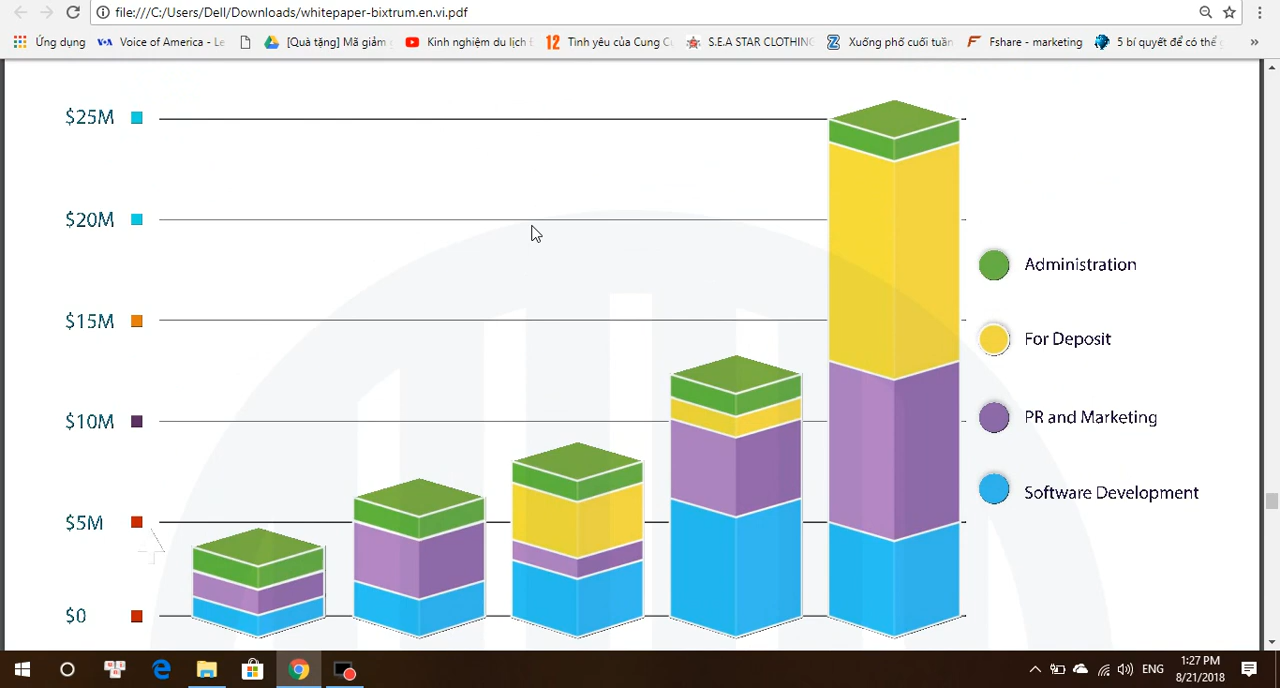 file:///C:/Users/Dell/Downloads/whitepaper-bixtrum.en.vi.pdf
Ứng dụng
VOA
Voice of America - Le
[Quà tặng] Mã giảm
Kinh nghiệm du lịch
12
Tình yêu của Cung C
S.E.A STAR CLOTHING
Z
Xuống phố cuối tuần
F
Fshare - marketing
5 bí quyết để có thể
»
$25M
$20M
$15M
$10M
$5M
$0
Administration
For Deposit
PR and Marketing
Software Development
ENG
1:27 PM
8/21/2018